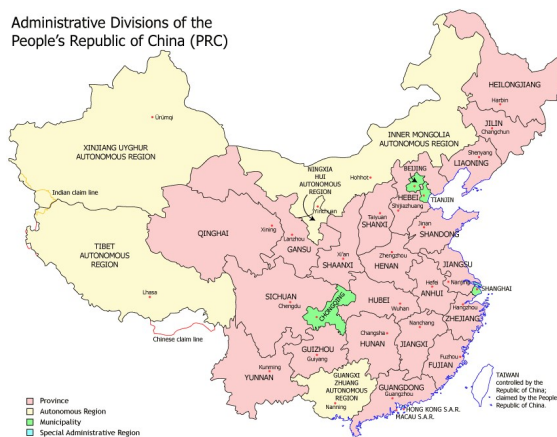 Administrative Divisions of the
People's Republic of China (PRC)
HEILONGJIANG
Harbin
JILIN
Changchun
Ürümqi
INNER MONGOLIA
AUTONOMOUS REGION
Shenyang
LIAONING
XINJIANG UYGHUR
AUTONOMOUS REGION
NINGXIA
HUI
AUTONOMOUS
REGION
Hohhot
BEIJING
HEBEI
TIANJIN
Indian claim line
Yinchuan
Shijiazhuang
Taiyuan
SHANXI
Jinan
SHANDONG
QINGHAI
Xining
Lanzhou
GANSU
TIBET
AUTONOMOUS
REGION
Xi'an
SHAANXI
Zhengzhou
HENAN
JIANGSU
Lhasa
SICHUAN
Chengdu
CHONGQING
HUBEI
Wuhan
Hefei
ANHUI
Nanjing
SHANGHAI
Hangzhou
ZHEJIANG
Chinese claim line
Changsha
HUNAN
Nanchang
JIANGXI
GUIZHOU
Guiyang
Fuzhou
FUJIAN
Kunming
YUNNAN
GUANGXI
ZHUANG
AUTONOMOUS
REGION
Nanning
GUANGDONG
Guangzhou
HONG KONG S.A.R.
MACAU S.A.R.
TAIWAN
controlled by the
Republic of China;
claimed by the People
Republic of China.
Province
Autonomous Region
Municipality
Special Administrative Region